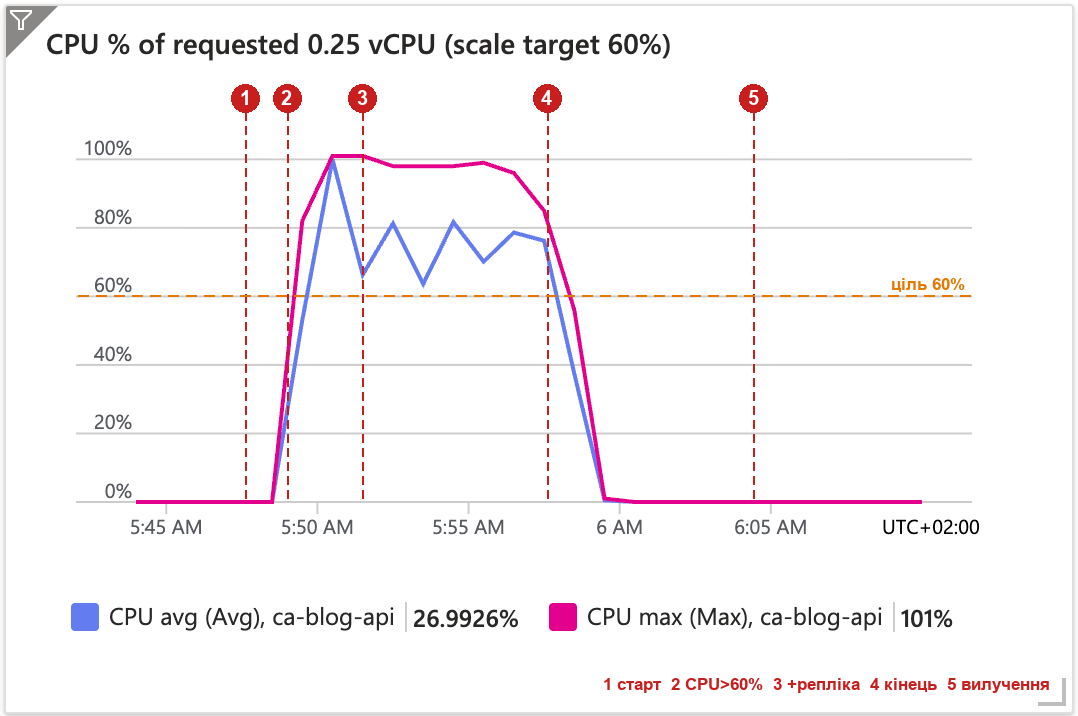 CPU % of requested 0.25 vCPU (scale target 60%)
1 2 3 4 5
100%
80%
60%
ціль 60%
40%
20%
0%
5:45 AM 5:50 AM 5:55 AM 6 AM 6:05 AM UTC+02:00
CPU avg (Avg), ca-blog-api 26.9926% CPU max (Max), ca-blog-api 101%
1 старт 2 CPU>60% 3 +репліка 4 кінець 5 вилучення